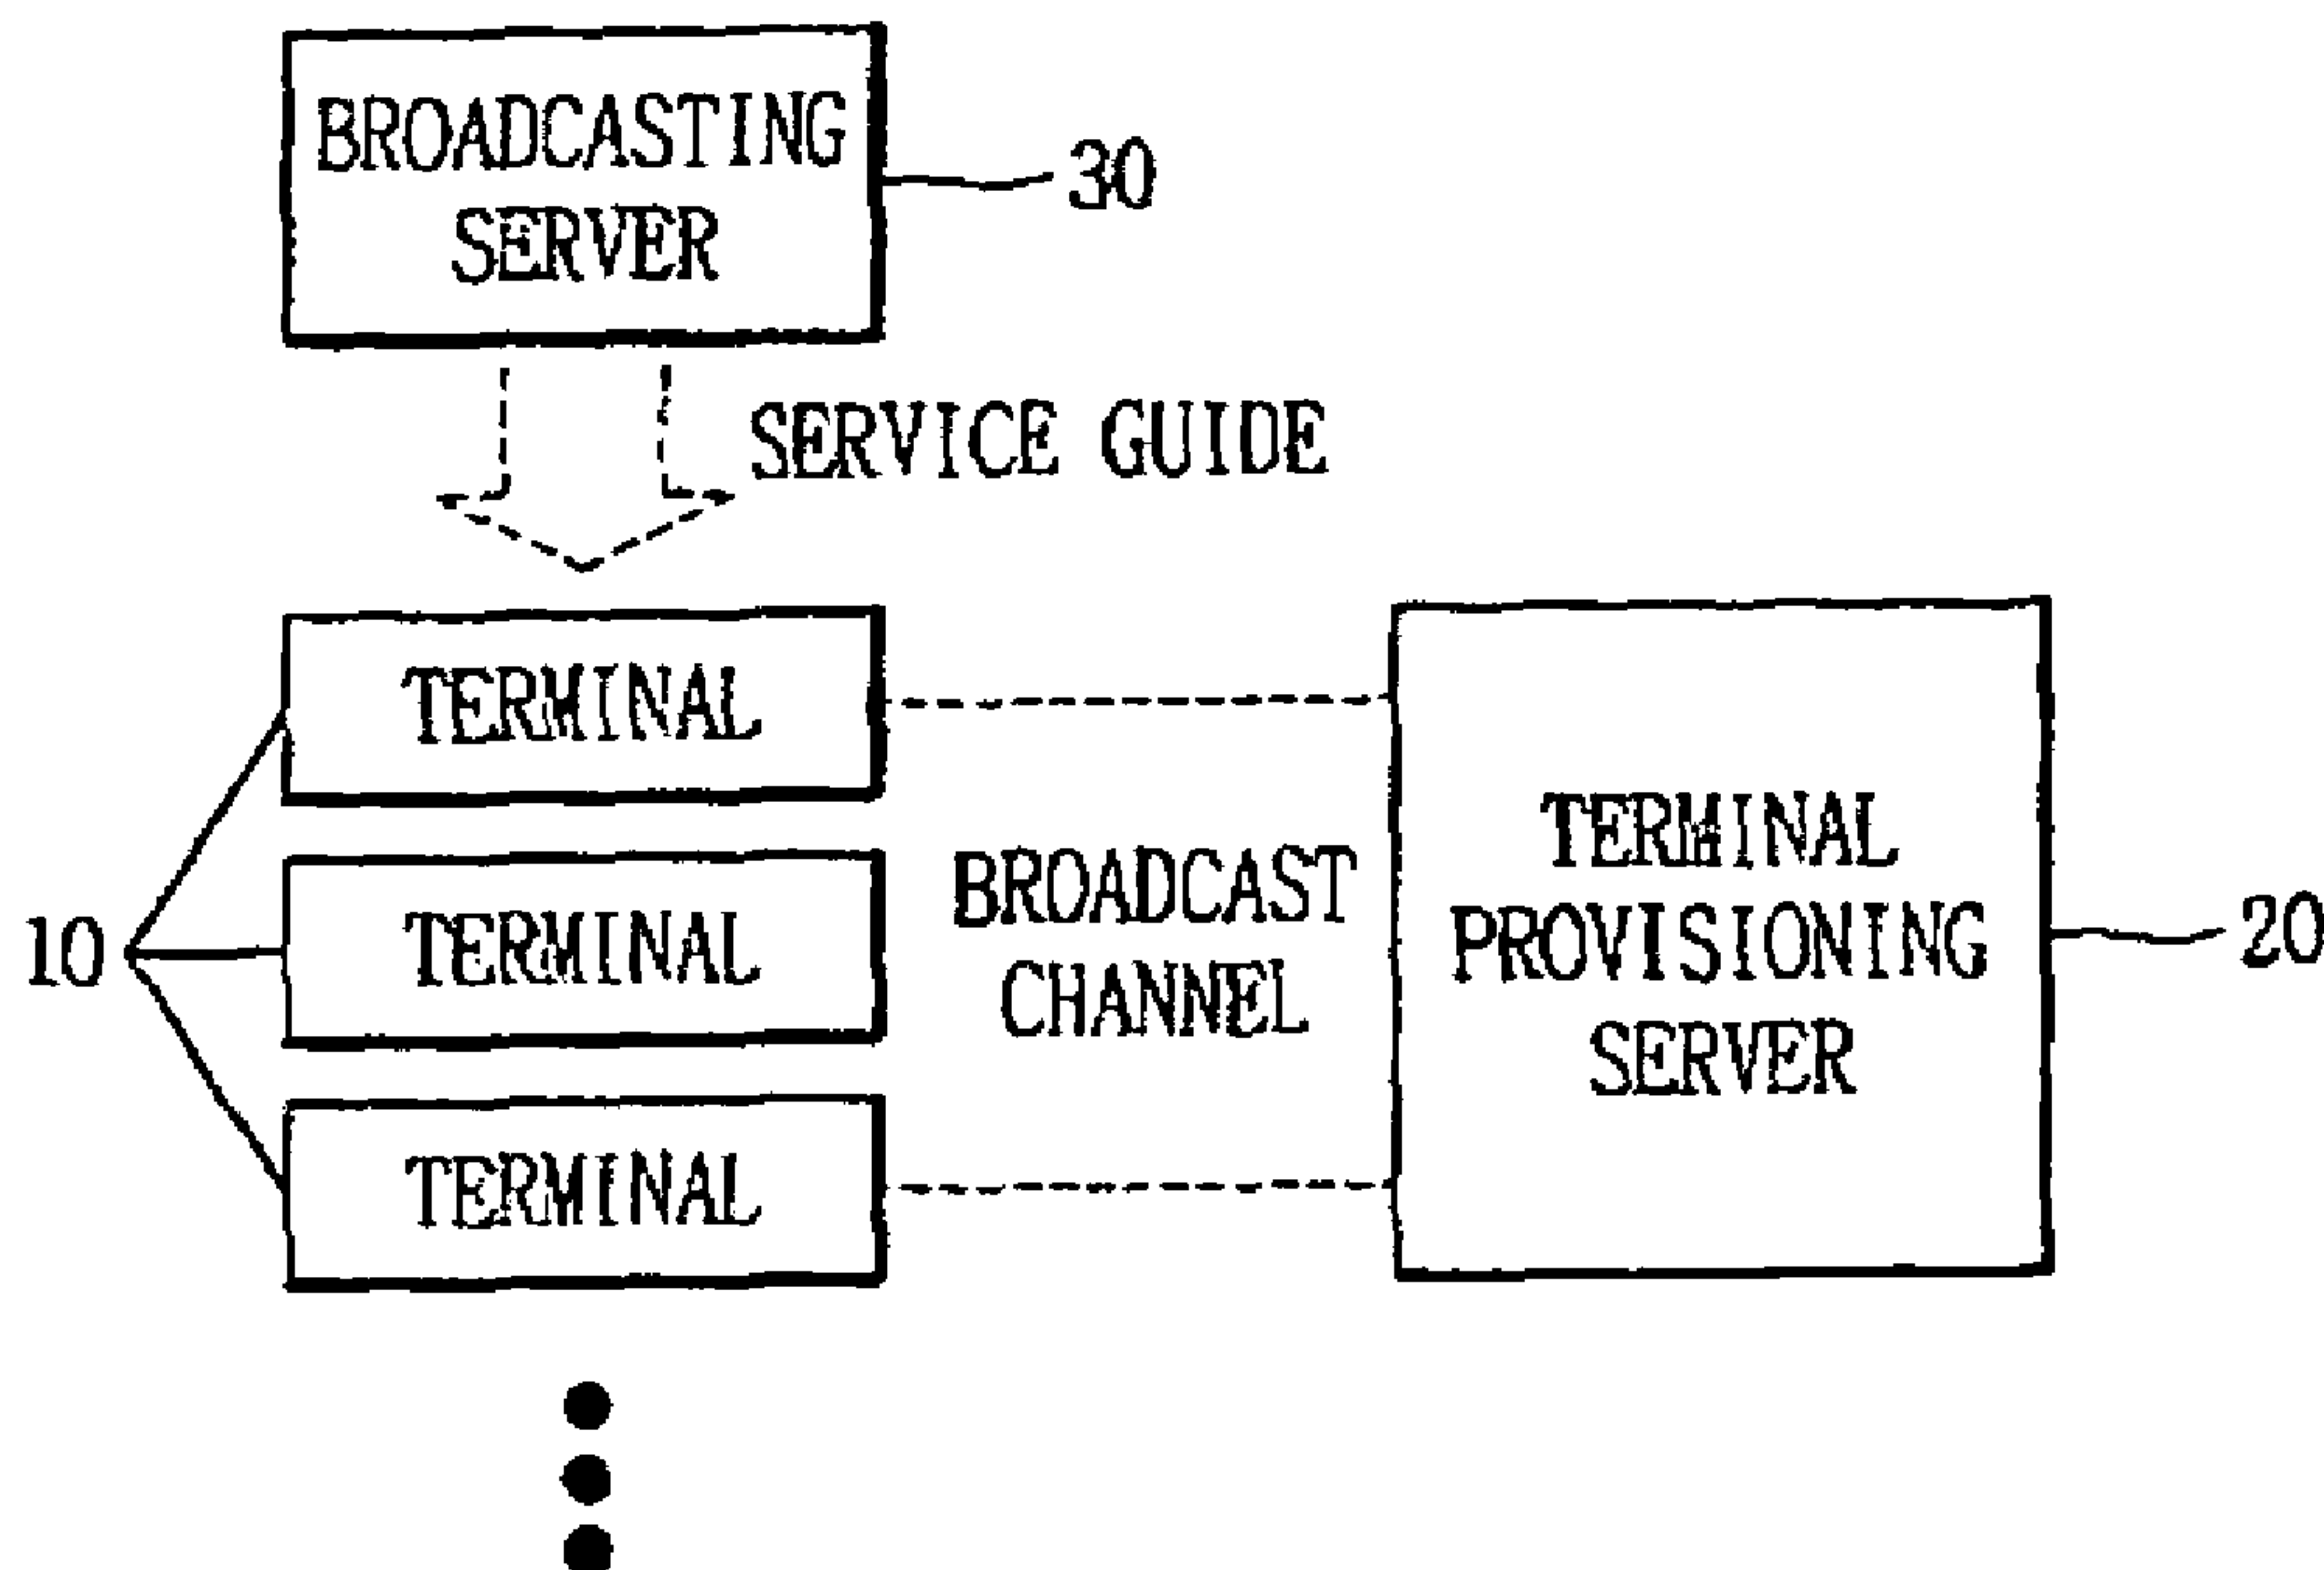 BROADCASTING
SERVER
30
SERVICE GUIDE
TERMINAL
TERMINAL
TERMINAL
10
BROADCAST
CHANNEL
TERMINAL
PROVISIONING
SERVER
20